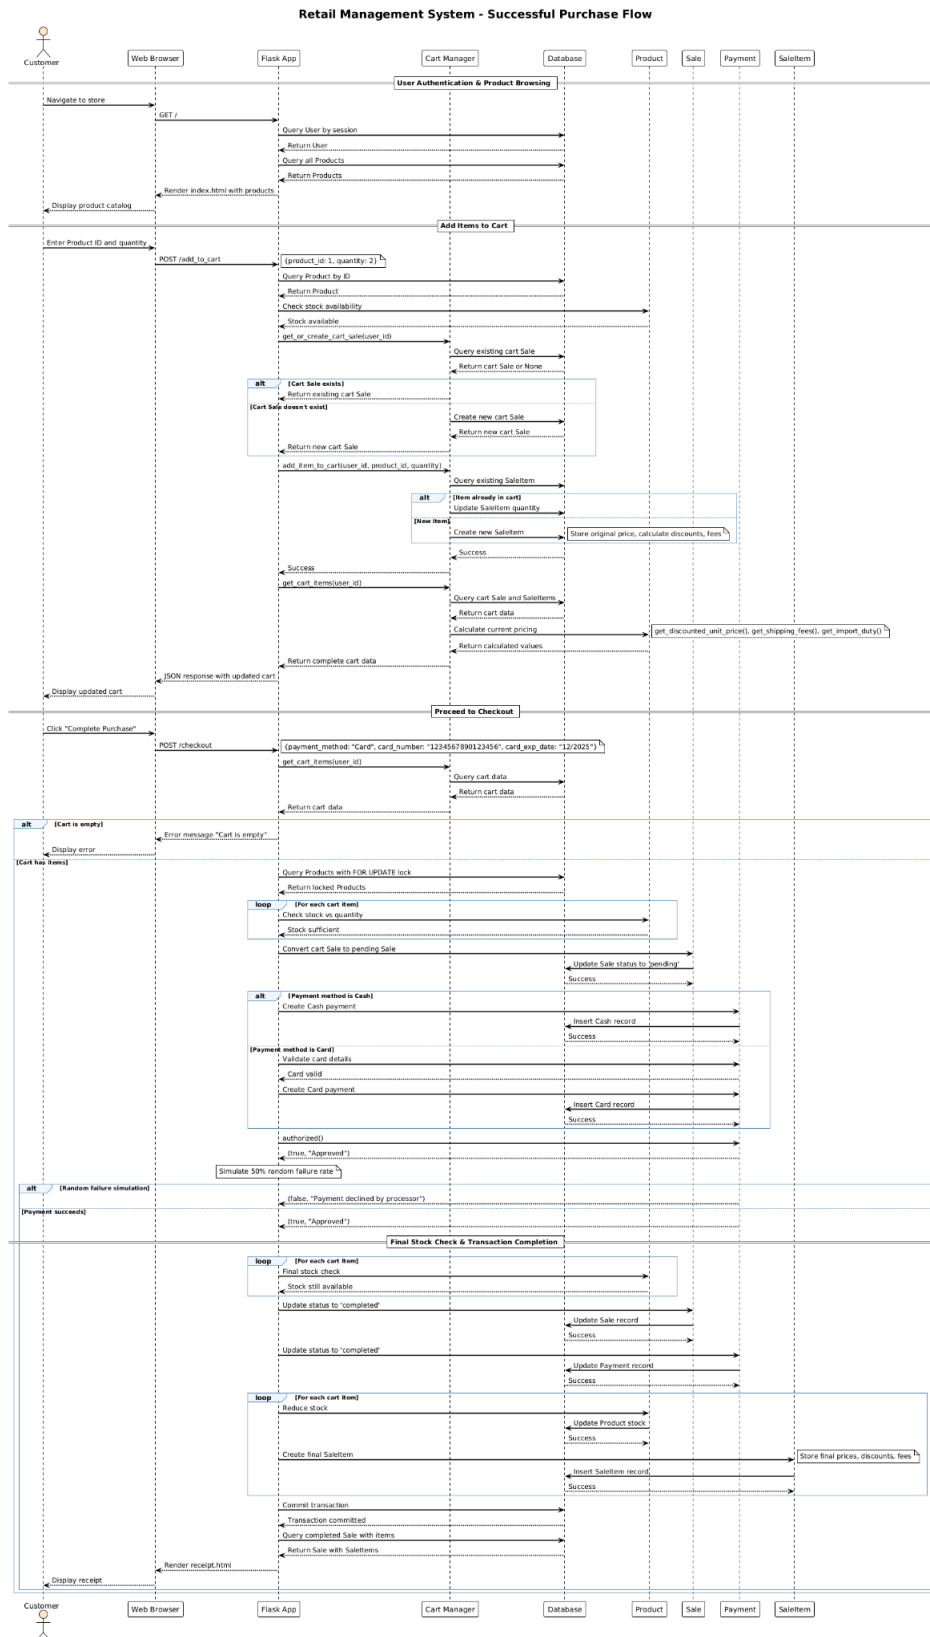 Retail Management System - Successful Purchase Flow
Customer
Web Browser
Flask App
Cart Manager
Database
Product
Sale
Payment
SaleItem
User Authentication & Product Browsing
Navigate to store
GET /
Query User by session
Return User
Query all Products
Return Products
Render index.html with products
Display product catalog
Add Items to Cart
Enter Product ID and quantity
POST /add_to_cart
{product_id: 1, quantity: 2}
Query Product by ID
Return Product
Check stock availability
Stock available
get_or_create_cart_sale(user_id)
Query existing cart Sale
Return cart Sale or None
alt
[Cart Sale exists]
Return existing cart Sale
[Cart Sale doesn't exist]
Create new cart Sale
Return new cart Sale
Return new cart Sale
add_item_to_cart(user_id, product_id, quantity)
Query existing SaleItem
alt
[Item already in cart]
Update SaleItem quantity
[New item]
Create new SaleItem
Store original price, calculate discounts, fees
Success
Success
get_cart_items(user_id)
Query cart Sale and SaleItems
Return cart data
Calculate current pricing
get_discounted_unit_price(), get_shipping_fees(), get_import_duty()
Return calculated values
Return complete cart data
JSON response with updated cart
Display updated cart
Proceed to Checkout
Click "Complete Purchase"
POST /checkout
{payment_method: "Card", card_number: "1234567890123456", card_exp_date: "12/2025"}
get_cart_items(user_id)
Query cart data
Return cart data
Return cart data
alt
[Cart is empty]
Error message "Cart is empty"
Display error
[Cart has items]
Query Products with FOR UPDATE lock
Return locked Products
loop
[For each cart item]
Check stock vs quantity
Stock sufficient
Convert cart Sale to pending Sale
Update Sale status to 'pending'
Success
alt
[Payment method is Cash]
Create Cash payment
Insert Cash record
Success
[Payment method is Card]
Validate card details
Card valid
Create Card payment
Insert Card record
Success
authorized()
(true, "Approved")
Simulate 50% random failure rate
alt
[Random failure simulation]
(false, "Payment declined by processor")
[Payment succeeds]
(true, "Approved")
Final Stock Check & Transaction Completion
loop
[For each cart item]
Final stock check
Stock still available
Update status to 'completed'
Update Sale record
Success
Update status to 'completed'
Update Payment record
Success
loop
[For each cart item]
Reduce stock
Update Product stock
Success
Create final SaleItem
Store final prices, discounts, fees
Insert SaleItem record
Success
Commit transaction
Transaction committed
Query completed Sale with items
Return Sale with SaleItems
Render receipt.html
Display receipt
Customer
Web Browser
Flask App
Cart Manager
Database
Product
Sale
Payment
SaleItem